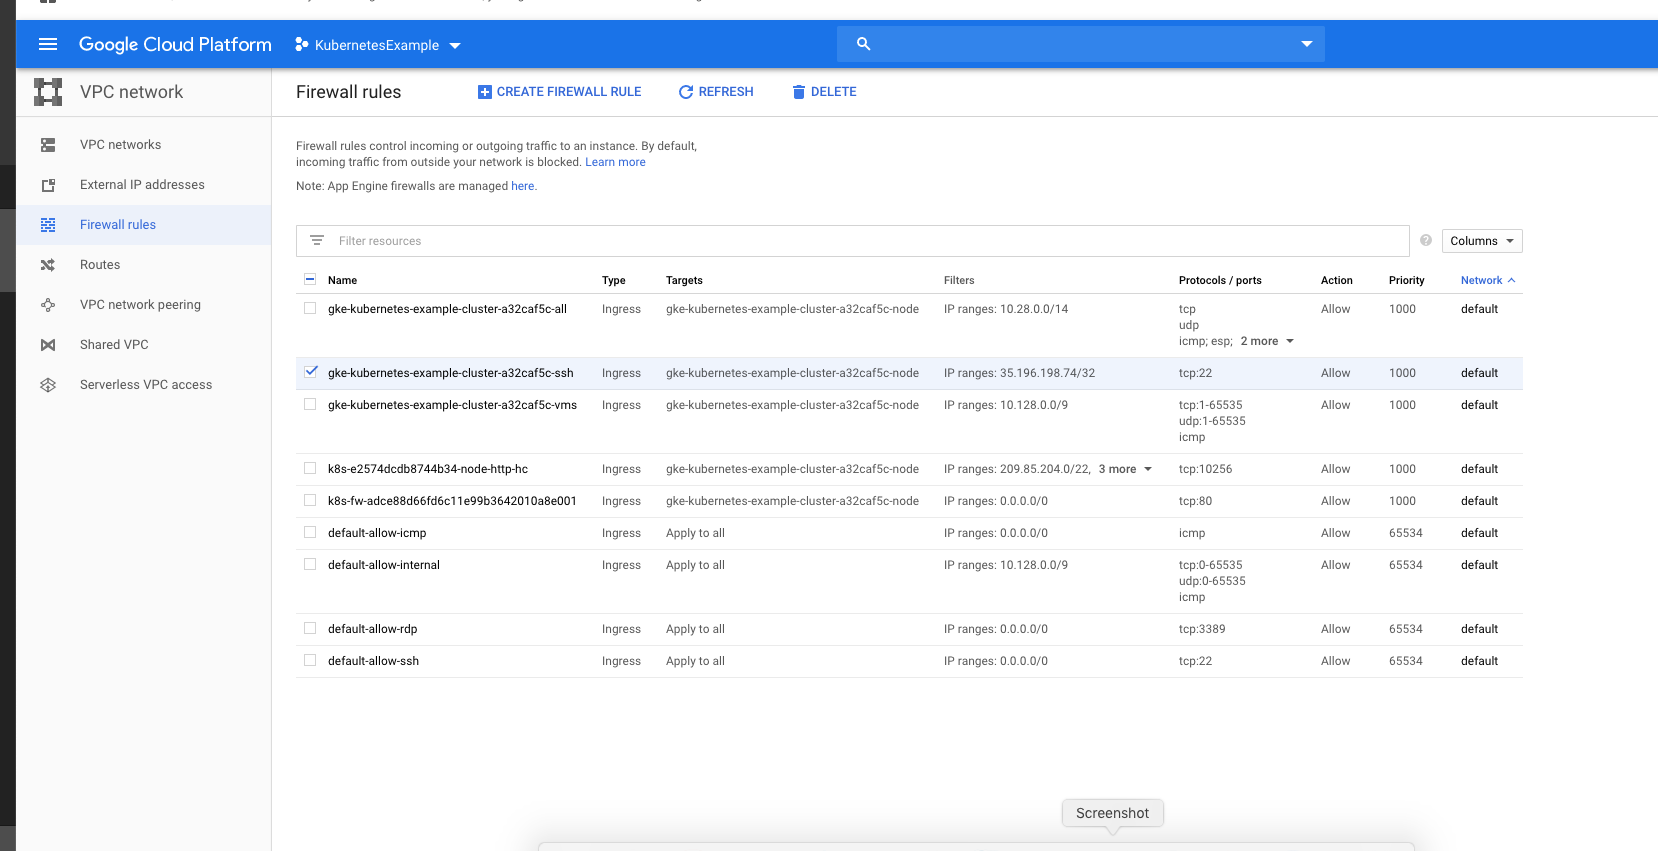 Google Cloud Platform
KubernetesExample
VPC network
Firewall rules
CREATE FIREWALL RULE
REFRESH
DELETE
VPC networks
External IP addresses
Firewall rules
Routes
VPC network peering
Shared VPC
Serverless VPC access
Firewall rules control incoming or outgoing traffic to an instance. By default,
incoming traffic from outside your network is blocked. Learn more
Note: App Engine firewalls are managed here.
Filter resources
Columns
Name Type Targets Filters Protocols / ports Action Priority Network
gke-kubernetes-example-cluster-a32caf5c-all Ingress gke-kubernetes-example-cluster-a32caf5c-node IP ranges: 10.28.0.0/14 tcp Allow 1000 default
udp
icmp; esp; 2 more
gke-kubernetes-example-cluster-a32caf5c-ssh Ingress gke-kubernetes-example-cluster-a32caf5c-node IP ranges: 35.196.198.74/32 tcp:22 Allow 1000 default
gke-kubernetes-example-cluster-a32caf5c-vms Ingress gke-kubernetes-example-cluster-a32caf5c-node IP ranges: 10.128.0.0/9 tcp:1-65535 Allow 1000 default
udp:1-65535
icmp
k8s-e2574dcdb8744b34-node-http-hc Ingress gke-kubernetes-example-cluster-a32caf5c-node IP ranges: 209.85.204.0/22, 3 more tcp:10256 Allow 1000 default
k8s-fw-adce88d66fd6c11e99b3642010a8e001 Ingress gke-kubernetes-example-cluster-a32caf5c-node IP ranges: 0.0.0.0/0 tcp:80 Allow 1000 default
default-allow-icmp Ingress Apply to all IP ranges: 0.0.0.0/0 icmp Allow 65534 default
default-allow-internal Ingress Apply to all IP ranges: 10.128.0.0/9 tcp:0-65535 Allow 65534 default
udp:0-65535
icmp
default-allow-rdp Ingress Apply to all IP ranges: 0.0.0.0/0 tcp:3389 Allow 65534 default
default-allow-ssh Ingress Apply to all IP ranges: 0.0.0.0/0 tcp:22 Allow 65534 default
Screenshot